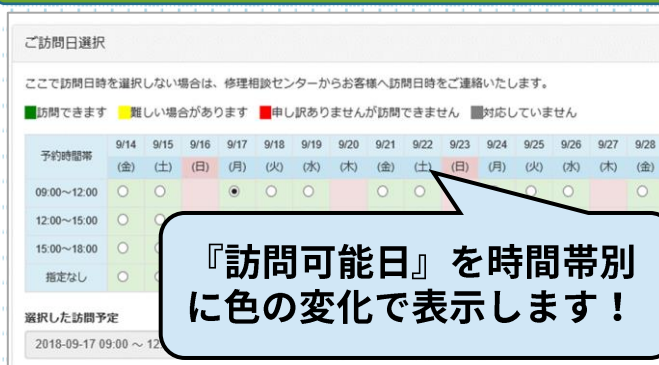 ご訪問日選択
ここで訪問日時を選択しない場合は、修理相談センターからお客様へ訪問日時をご連絡いたします。
訪問できます 難しい場合があります 申し訳ありませんが訪問できません 対応していません
予約時間帯 9/14 9/15 9/16 9/17 9/18 9/19 9/20 9/21 9/22 9/23 9/24 9/25 9/26 9/27 9/28
(金) (土) (日) (月) (火) (水) (木) (金) (土) (日) (月) (火) (水) (木) (金)
09:00～12:00
12:00～15:00
15:00～18:00
指定なし
『訪問可能日』を時間帯別
に色の変化で表示します！
選択した訪問予定
2018-09-17 09:00 ～ 12